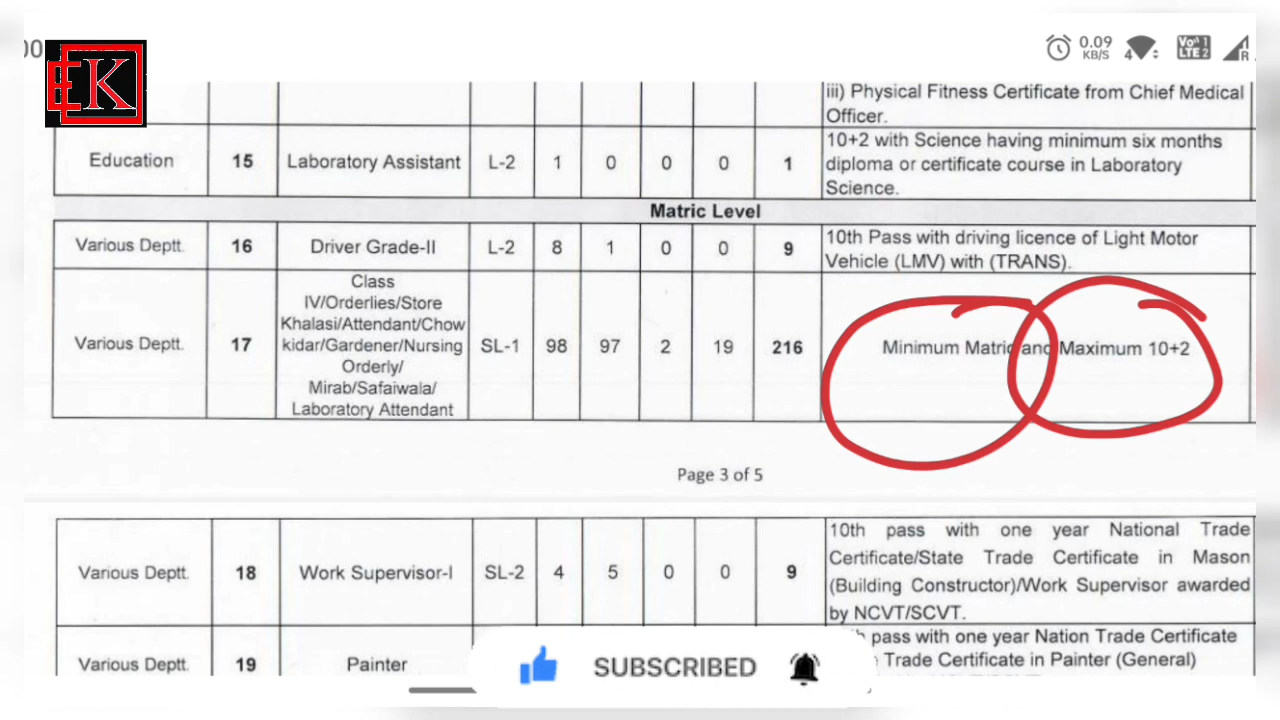 00
EK
0.09
KB/S
4
Vo 1
LTE 2
R
iii) Physical Fitness Certificate from Chief Medical
Officer.
Education 15 Laboratory Assistant L-2 1 0 0 0 1
10+2 with Science having minimum six months
diploma or certificate course in Laboratory
Science.
Matric Level
Various Deptt. 16 Driver Grade-II L-2 8 1 0 0 9
10th Pass with driving licence of Light Motor
Vehicle (LMV) with (TRANS).
Various Deptt. 17
Class
IV/Orderlies/Store
Khalasi/Attendant/Chow
kidar/Gardener/Nursing
Orderly/
Mirab/Safaiwala/
Laboratory Attendant
SL-1 98 97 2 19 216
Minimum Matric and Maximum 10+2
Page 3 of 5
Various Deptt. 18 Work Supervisor-I SL-2 4 5 0 0 9
10th pass with one year National Trade
Certificate/State Trade Certificate in Mason
(Building Constructor)/Work Supervisor awarded
by NCVT/SCVT.
Various Deptt. 19 Painter
pass with one year Nation Trade Certificate
Trade Certificate in Painter (General)
SUBSCRIBED